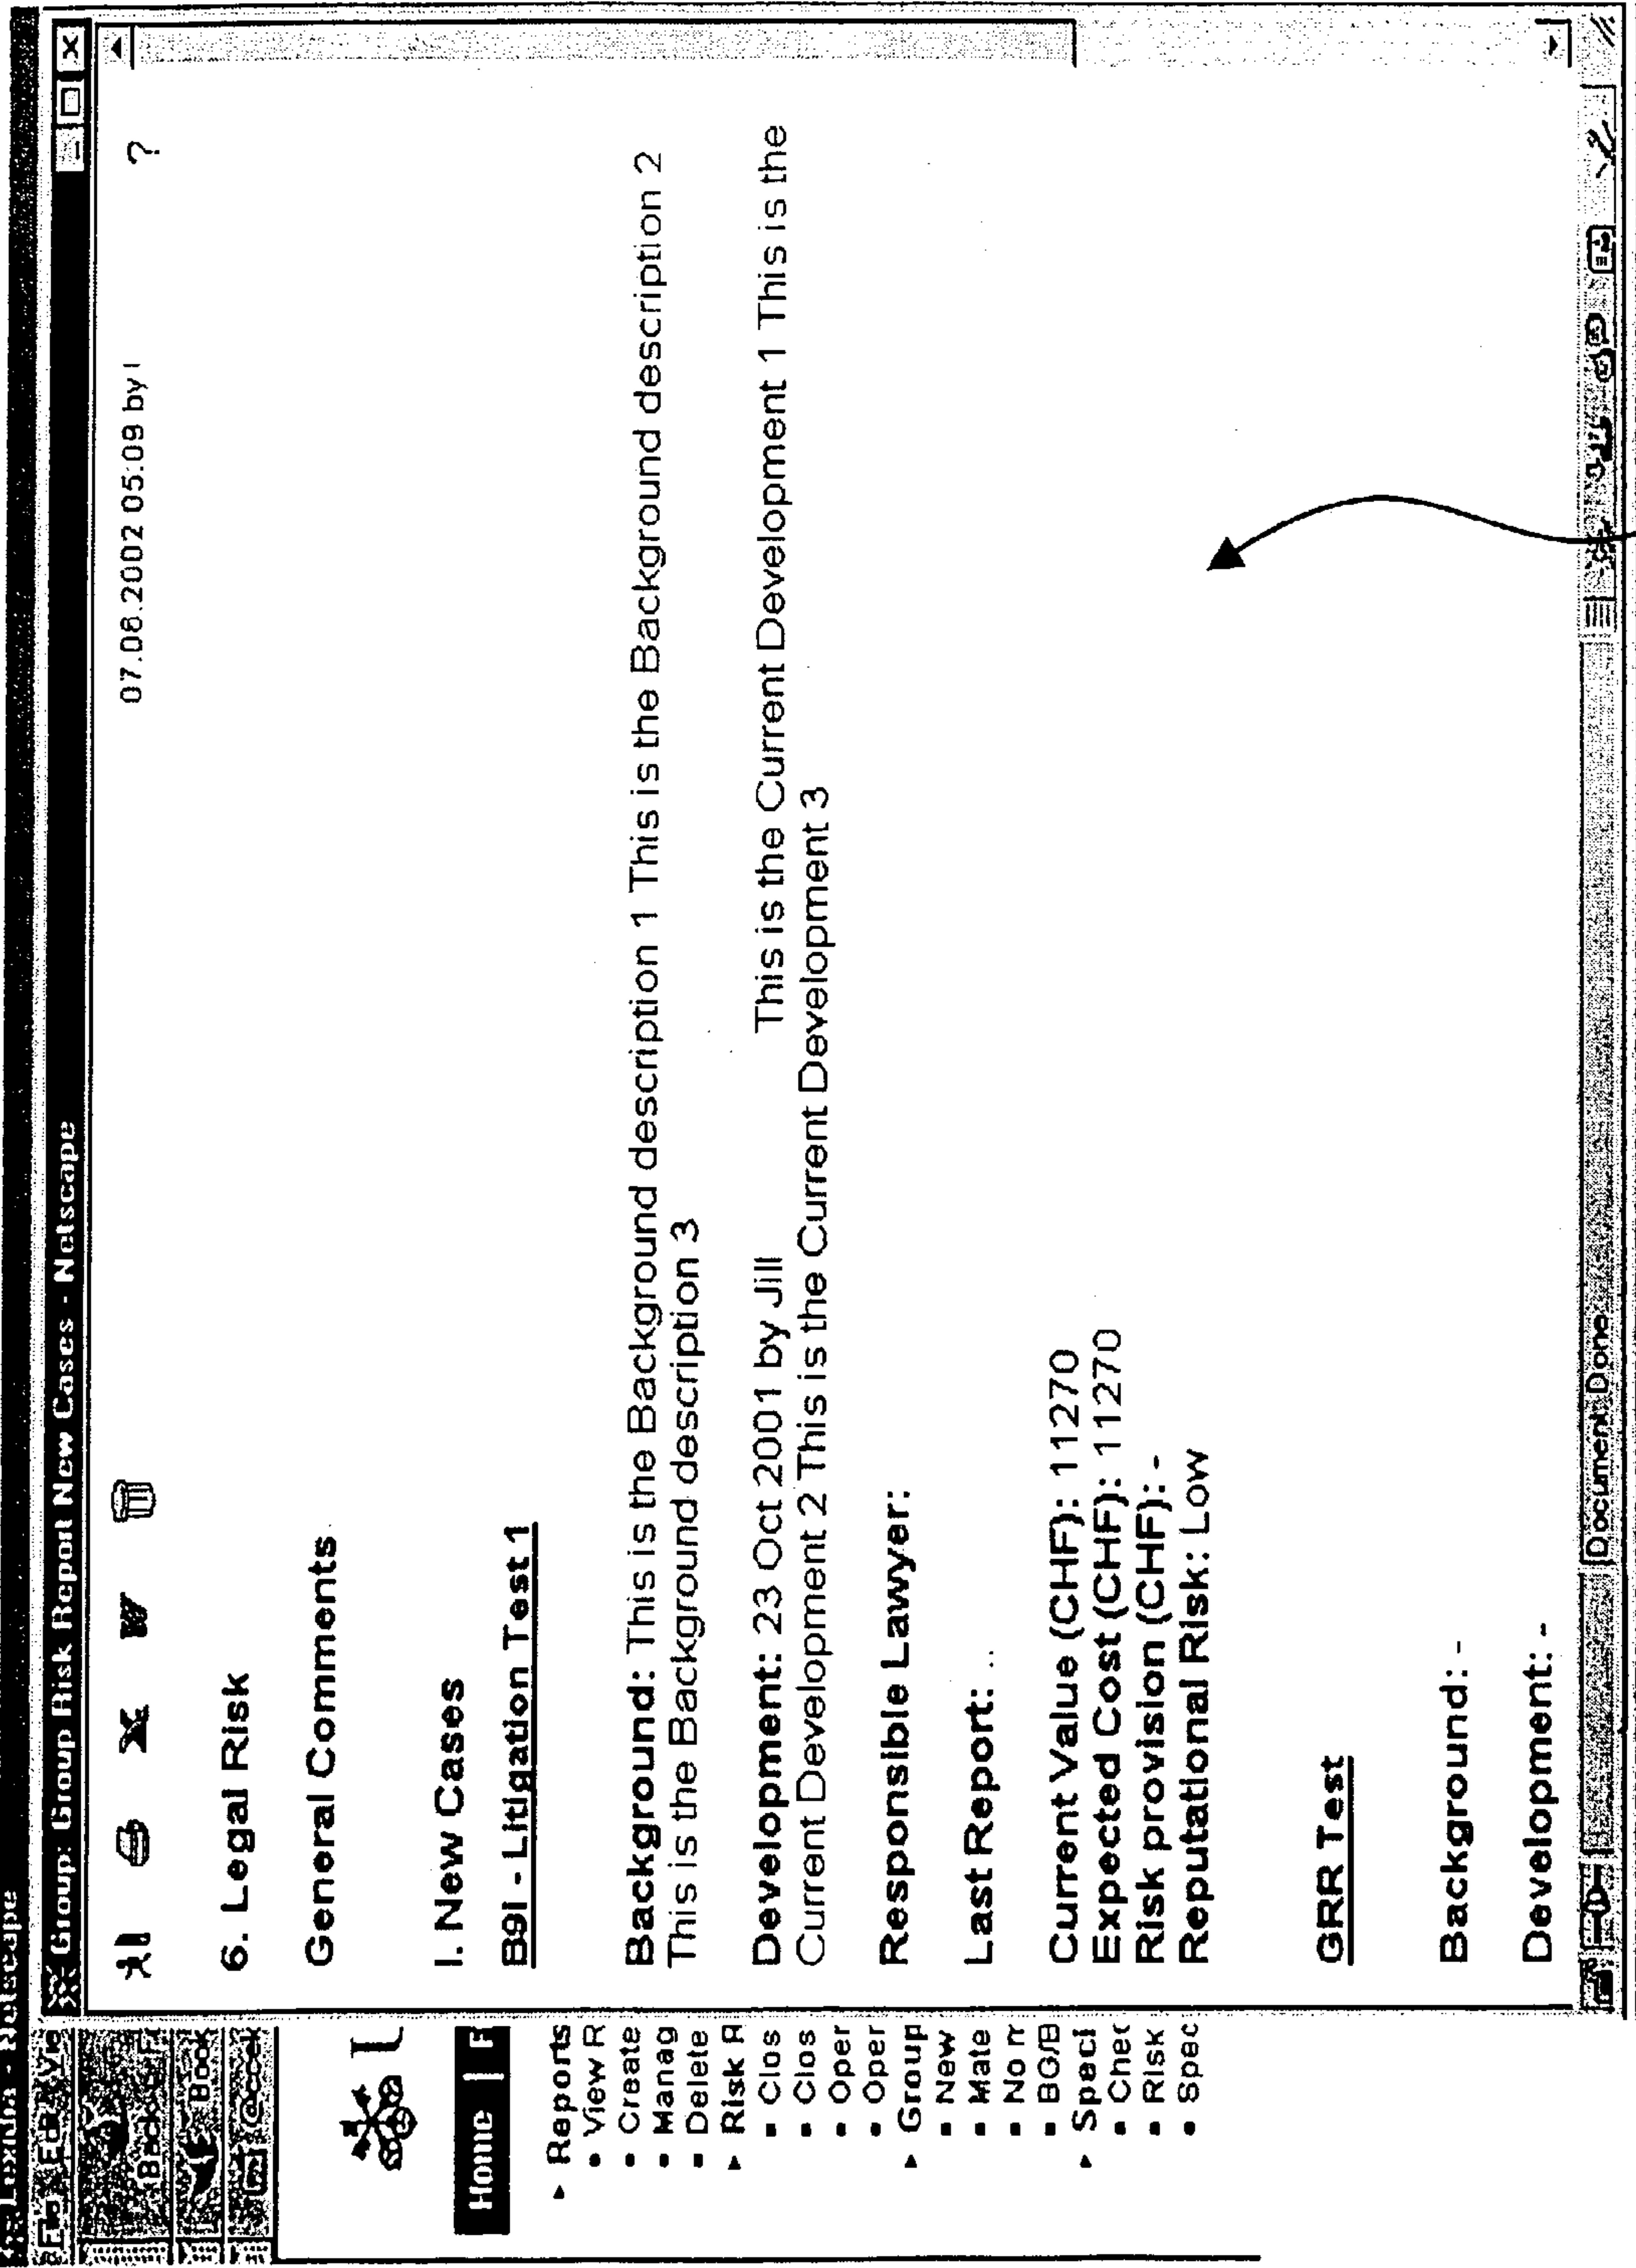 Group: Group Risk Report New Cases - Netscape
07.08.2002 05:09 by
?
6. Legal Risk
General Comments
I. New Cases
B9I - Litigation Test 1
Background: This is the Background description 1 This is the Background description 2
This is the Background description 3
Development: 23 Oct 2001 by Jill This is the Current Development 1 This is the
Current Development 2 This is the Current Development 3
Responsible Lawyer:
Last Report: ..
Current Value (CHF): 11270
Expected Cost (CHF): 11270
Risk provision (CHF): -
Reputational Risk: Low
GRR Test
Background: -
Development: -
Document: Done
Home | F
Reports
View R
Create
Manag
Delete
Risk R
Clos
Clos
Oper
Oper
Group
New
Mate
No m
BG/B
Speci
Chec
Risk
Spec